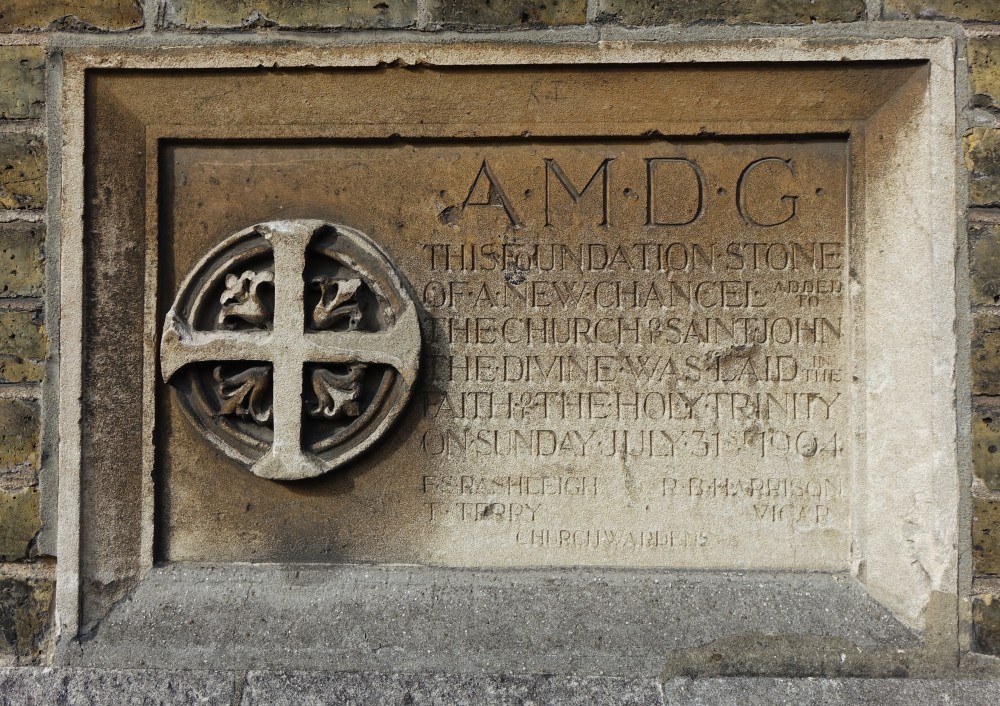 A·M·D·G·
THIS FOUNDATION·STONE
OF·A·NEW·CHANCEL ADDED TO
THE·CHURCH·OF·SAINT JOHN
THE·DIVINE·WAS·LAID IN THE
FAITH·OF·THE·HOLY·TRINITY
ON·SUNDAY·JULY·31ST·1904
F·S·RASHLEIGH R·B·HARRISON
T·TERRY VICAR
CHURCHWARDENS